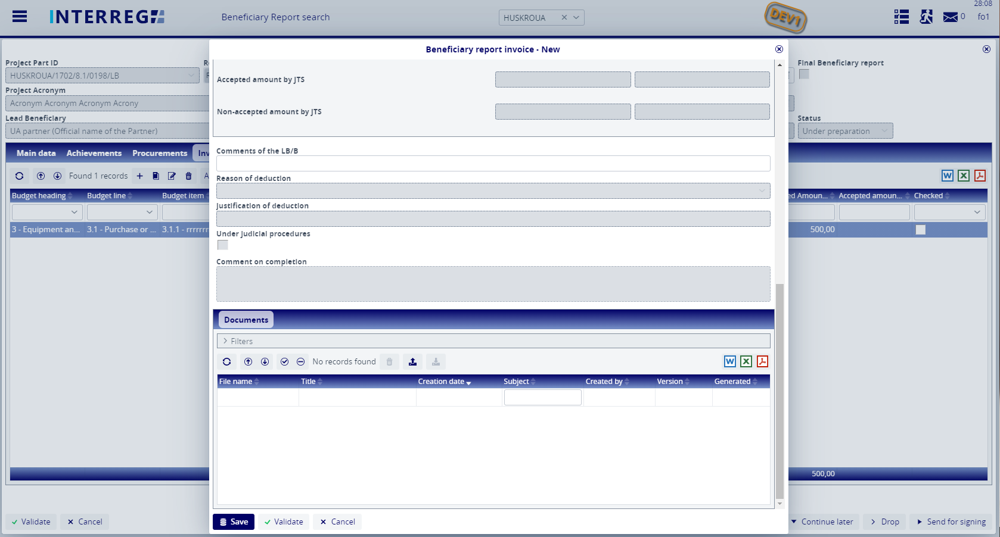 INTERREG
Beneficiary Report search
HUSKROUA
DEV1
28:08
0
fo1
Beneficiary report invoice - New
Project Part ID
HUSKROUA/1702/8.1/0198/LB
Final Beneficiary report
Project Acronym
Acronym Acronym Acronym Acrony
Lead Beneficiary
UA partner (Official name of the Partner)
Status
Under preparation
Main data
Achievements
Procurements
Inv
Found 1 records
Budget heading
Budget line
Budget item
ed Amoun...
Accepted amoun...
Checked
3 - Equipment an...
3.1 - Purchase or ...
3.1.1 - rrrrrrr
500,00
500,00
Accepted amount by JTS
Non-accepted amount by JTS
Comments of the LB/B
Reason of deduction
Justification of deduction
Under judicial procedures
Comment on completion
Documents
Filters
No records found
File name
Title
Creation date
Subject
Created by
Version
Generated
Save
Validate
Cancel
Validate
Cancel
Continue later
Drop
Send for signing